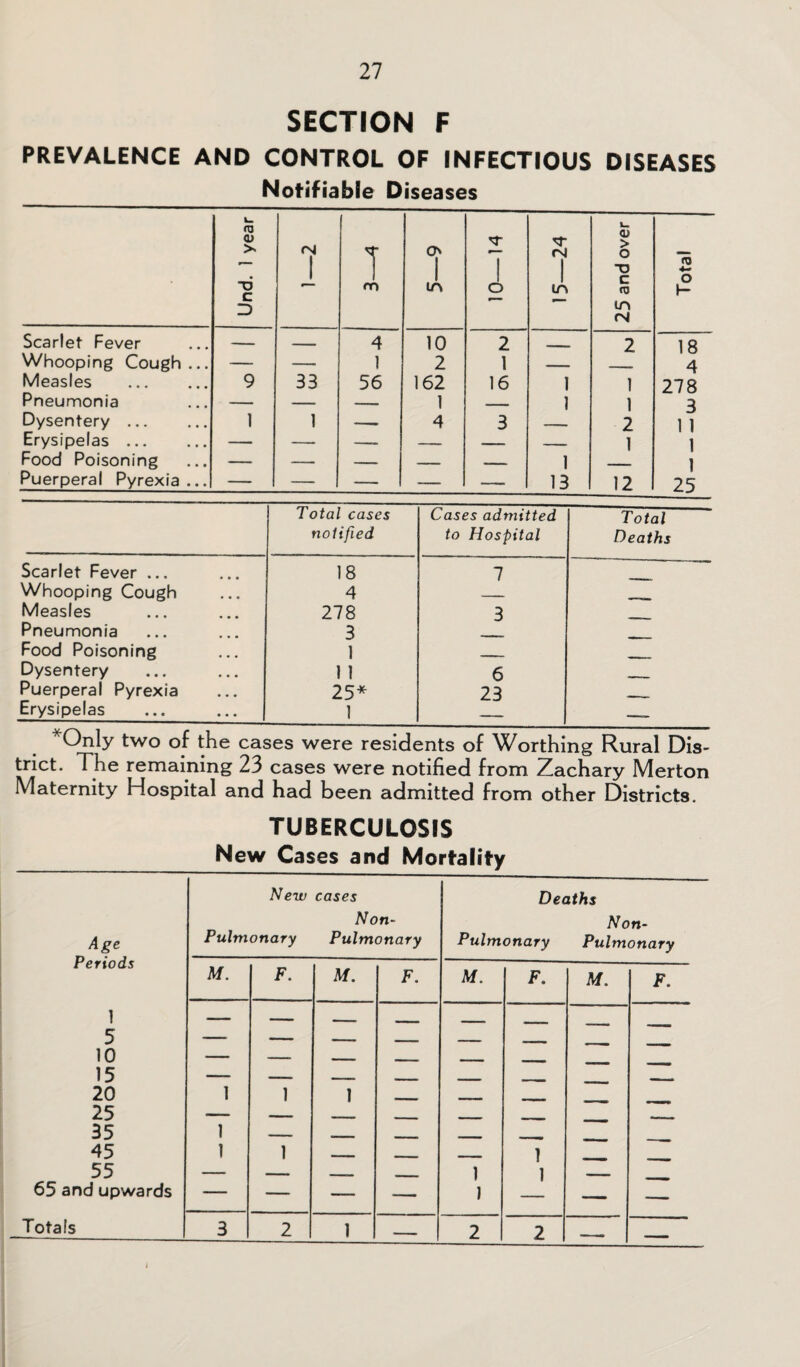 27
SECTION F
PREVALENCE AND CONTROL OF INFECTIOUS DISEASES
Notifiable Diseases
Und. 1 year 1—2 3—4 5—9 10—14 15—24 25 and over Total
Scarlet Fever ... — — 4 10 2 — 2 18
Whooping Cough ... — — 1 2 1 — — 4
Measles ... ... 9 33 56 162 16 1 1 278
Pneumonia ... — — — 1 — 1 1 3
Dysentery ... ... 1 1 — 4 3 — 2 11
Erysipelas ... ... — — — — — — 1 1
Food Poisoning ... — — — — — 1 — 1
Puerperal Pyrexia ... — — — — — 13 12 25
Total cases notified Cases admitted to Hospital Total Deaths
Scarlet Fever ... ... 18 7 —
Whooping Cough ... 4 — —
Measles ... ... 278 3 —
Pneumonia ... ... 3 — —
Food Poisoning ... 1 — —
Dysentery ... ... 11 6 —
Puerperal Pyrexia ... 25* 23 —
Erysipelas ... ... 1 — —
*Only two of the cases were residents of Worthing Rural Dis-
trict. The remaining 23 cases were notified from Zachary Merton
Maternity Hospital and had been admitted from other Districts.
TUBERCULOSIS
New Cases and Mortality
Age Periods New cases Deaths
Pulmonary Non-Pulmonary Pulmonary Non-Pulmonary
M. F. M. F. M. F. M. F.
1 — — — — — — — —
5 — — — — — — — —
10 — — — — — — — —
15 — — — — — — — —
20 1 1 1 — — — — —
25 — — — — — — — —
35 1 — — — — — — —
45 1 1 — — — 1 — —
55 — — — — 1 1 — —
65 and upwards — — — — 1 — — —
Totals 3 2 1 — 2 2 — —